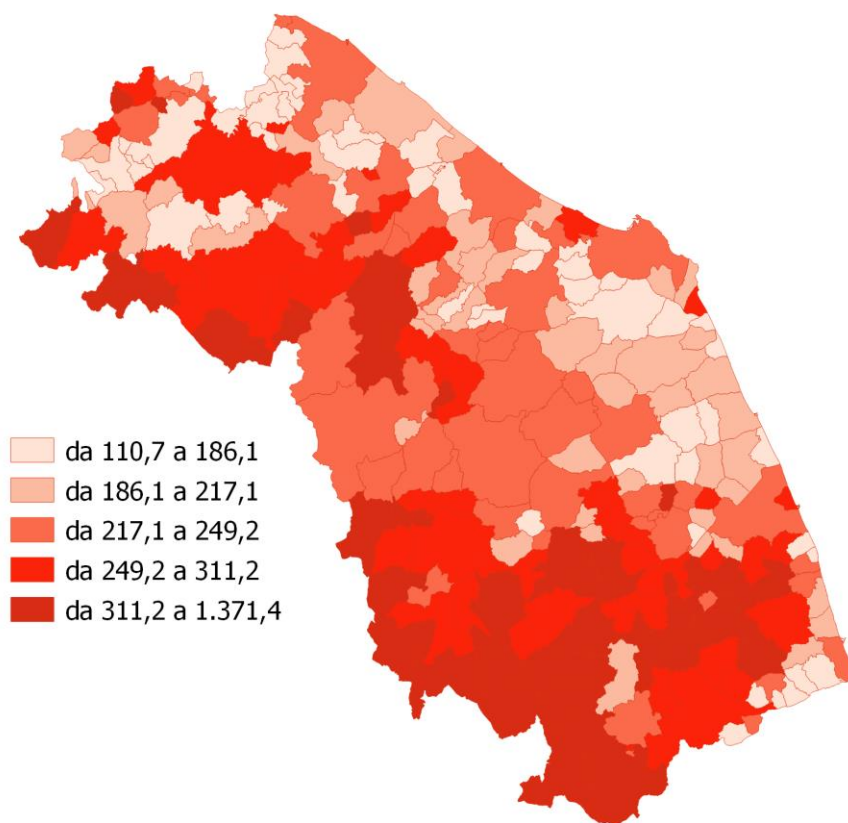 da 110,7 a 186,1
da 186,1 a 217,1
da 217,1 a 249,2
da 249,2 a 311,2
da 311,2 a 1.371,4